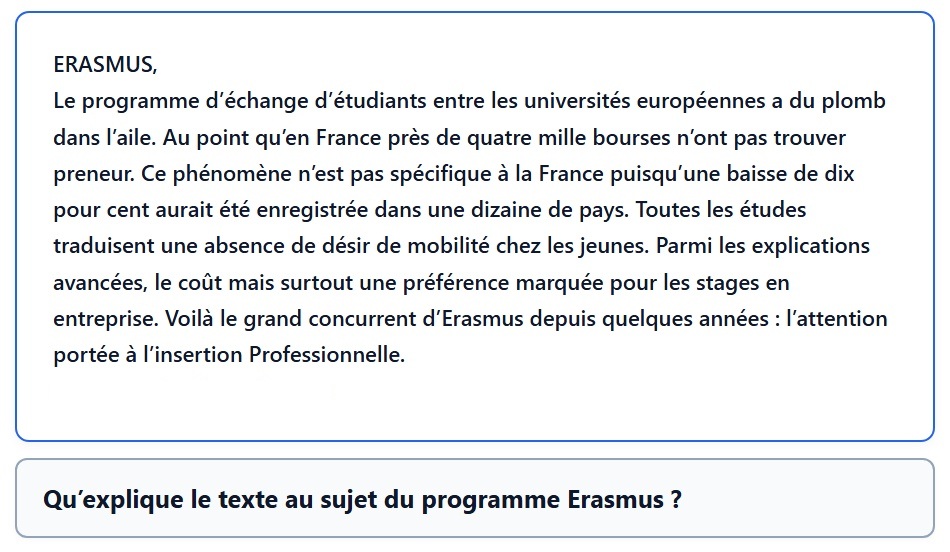 ERASMUS,
Le programme d’échange d’étudiants entre les universités européennes a du plomb
dans l’aile. Au point qu’en France près de quatre mille bourses n’ont pas trouver
preneur. Ce phénomène n’est pas spécifique à la France puisqu’une baisse de dix
pour cent aurait été enregistrée dans une dizaine de pays. Toutes les études
traduisent une absence de désir de mobilité chez les jeunes. Parmi les explications
avancées, le coût mais surtout une préférence marquée pour les stages en
entreprise. Voilà le grand concurrent d’Erasmus depuis quelques années : l’attention
portée à l’insertion Professionnelle.
Qu’explique le texte au sujet du programme Erasmus ?